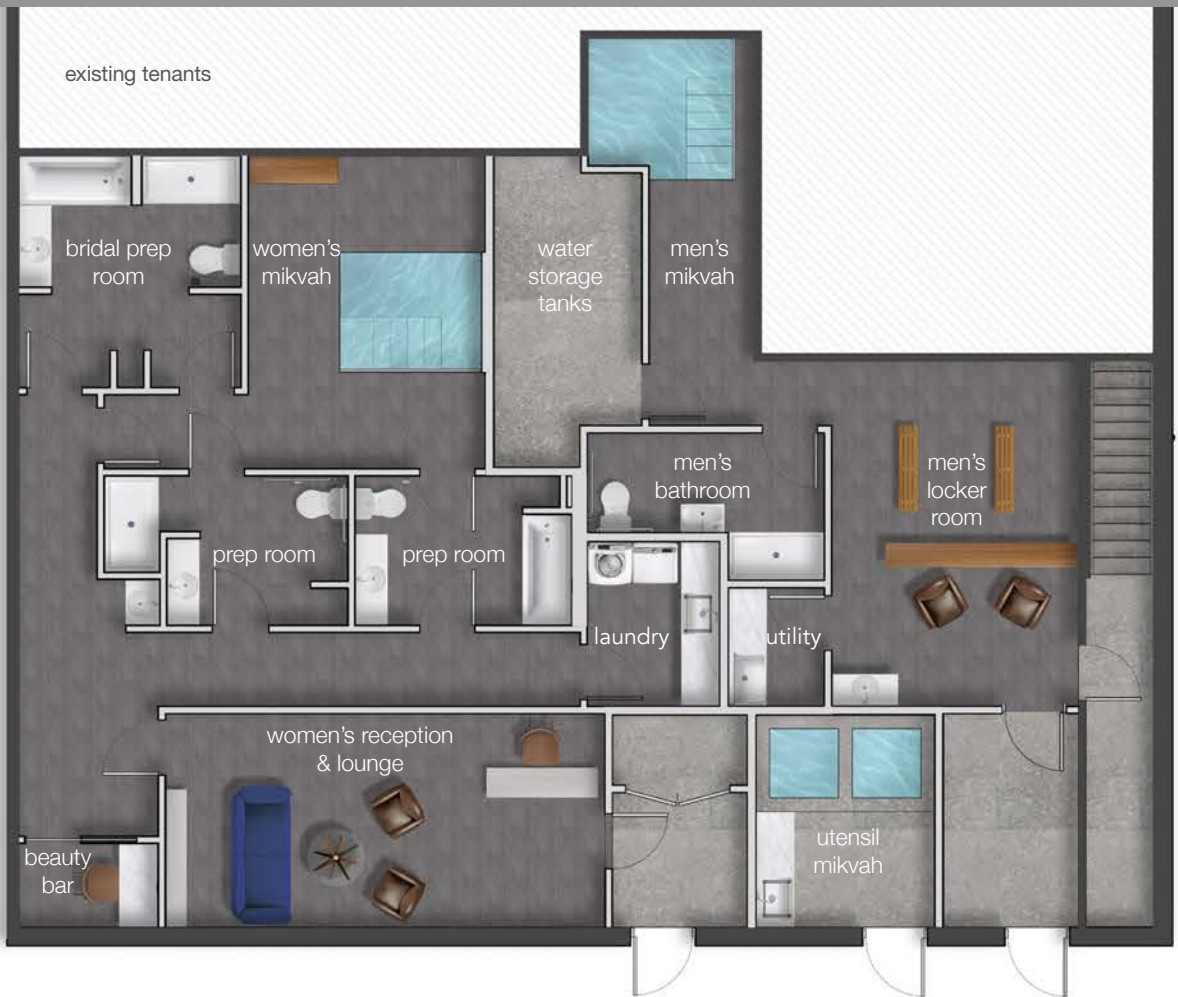 existing tenants
bridal prep
room
women's
mikvah
water
storage
tanks
men's
mikvah
men's
bathroom
men's
locker
room
prep room
prep room
laundry
utility
women's reception
& lounge
beauty
bar
utensil
mikvah